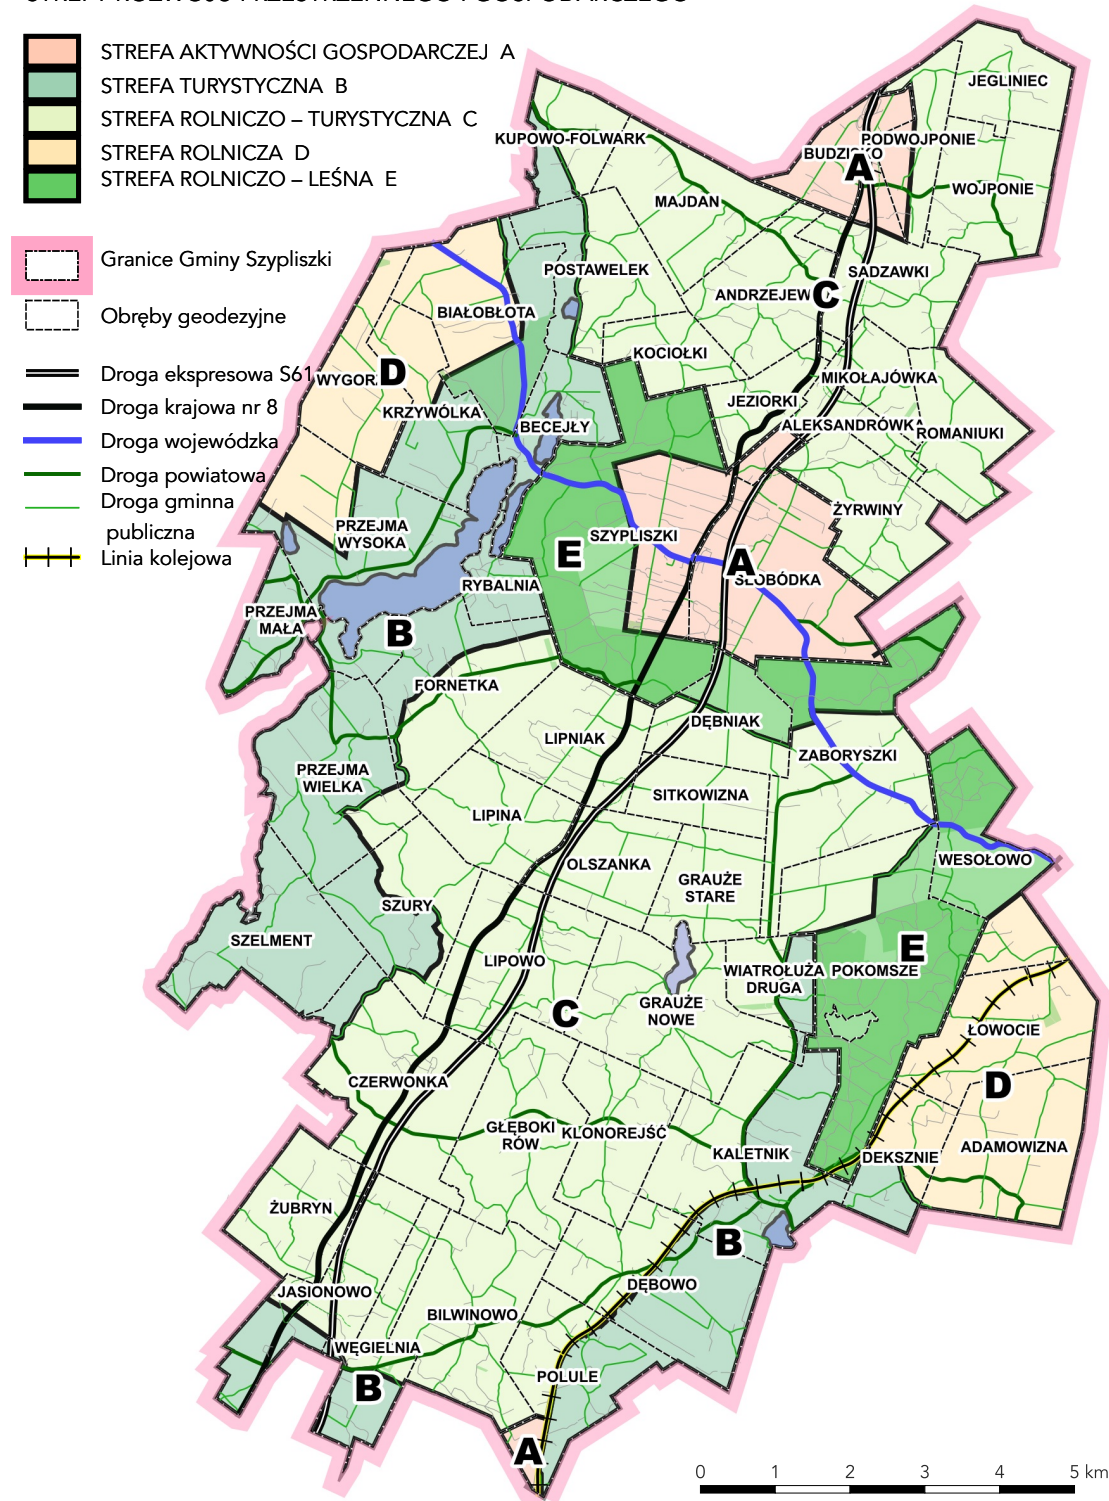 STREFA AKTYWNOŚCI GOSPODARCZEJ A
STREFA TURYSTYCZNA B
STREFA ROLNICZO – TURYSTYCZNA C
STREFA ROLNICZA D
STREFA ROLNICZO – LEŚNA E
Granice Gminy Szypliszki
Obręby geodezyjne
Droga ekspresowa S61
Droga krajowa nr 8
Droga wojewódzka
Droga powiatowa
Droga gminna
publiczna
Linia kolejowa
JEGLINIEC
KUPOWO-FOLWARK
PODWOJPONIE
BUDZISKO
A
WOJPONIE
MAJDAN
POSTAWELEK
SADZAWKI
ANDRZEJEW
C
BIAŁOBŁOTA
KOCIOŁKI
WYGOR
D
MIKOŁAJÓWKA
KRZYWÓLKA
JEZIORKI
BECEJŁY
ALEKSANDRÓWKA
ROMANIUKI
ŻYRWINY
PRZEJMA
WYSOKA
SZYPLISZKI
E
A
SŁOBÓDKA
RYBALNIA
PRZEJMA
MAŁA
B
FORNETKA
DĘBNIAK
LIPNIAK
ZABORYSZKI
PRZEJMA
WIELKA
SITKOWIZNA
LIPINA
OLSZANKA
WESOŁOWO
GRAUŻE
STARE
SZURY
SZELMENT
E
LIPOWO
WIATROŁUŻA
DRUGA
POKOMSZE
GRAUŻE
NOWE
C
ŁOWOCIE
CZERWONKA
D
GŁĘBOKI
RÓW
KLONOREJŚĆ
KALETNIK
DEKSZNIE
ADAMOWIZNA
ŻUBRYN
B
DĘBOWO
JASIONOWO
BILWINOWO
WĘGIELNIA
B
POLULE
A
0 1 2 3 4 5 km